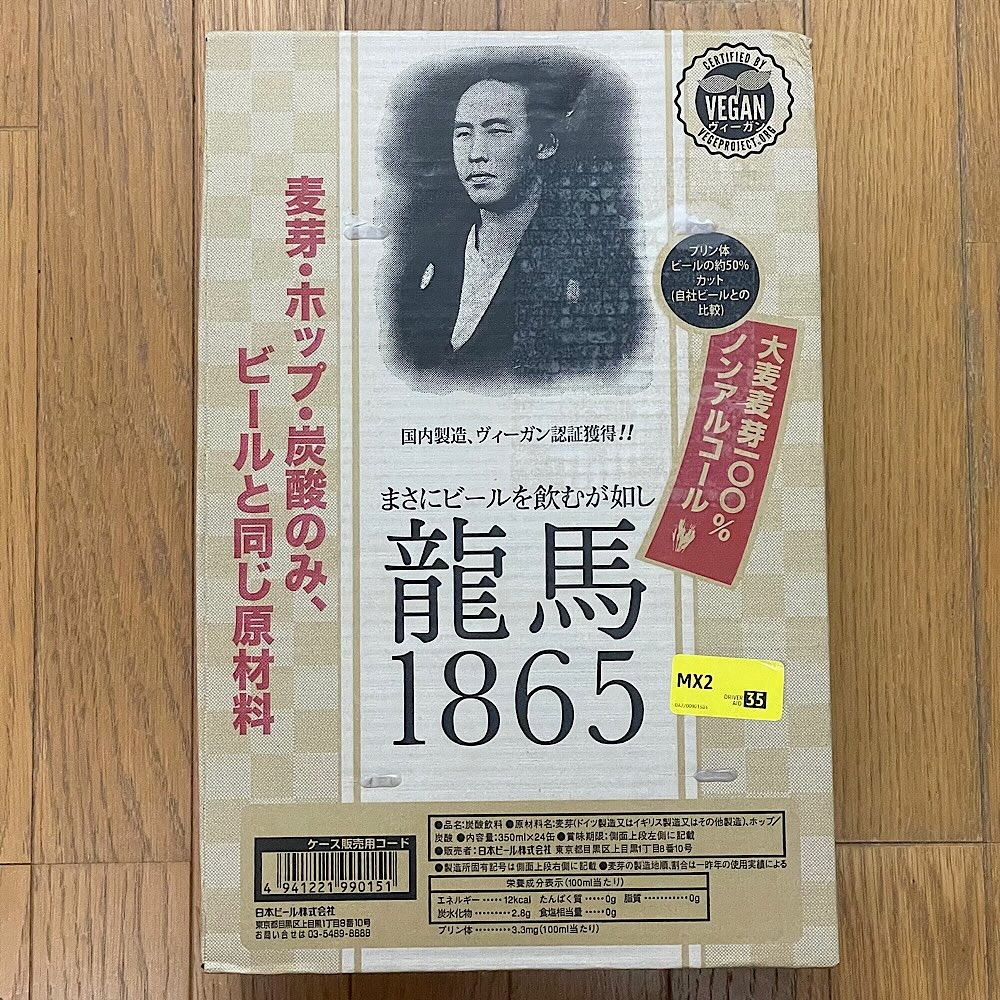 CERTIFIED BY
VEGAN
ヴィーガン
VEGEPROJECT.ORG
プリン体
ビールの約50%
カット
(自社ビールとの
比較)
大麦麦芽一〇〇%
ノンアルコール
麦芽・ホップ・炭酸のみ、
ビールと同じ原材料
国内製造、ヴィーガン認証獲得!!
まさにビールを飲むが如し
龍馬
1865
MX2
DRIVER
AID 35
ケース販売用コード
4 941221 990151
日本ビール株式会社
東京都目黒区上目黒1丁目8番10号
お問い合せは 03-5489-8888
●品名:炭酸飲料 ●原材料名:麦芽(ドイツ製造又はイギリス製造又はその他製造)、ホップ/
炭酸 ●内容量:350ml×24缶 ●賞味期限:側面上段左側に記載
●販売者:日本ビール株式会社 東京都目黒区上目黒1丁目8番10号
●製造所固有記号は側面上段右側に記載 ●麦芽の製造地順、割合は一昨年の使用実績による
栄養成分表示(100ml当たり)
エネルギー……12kcal たんぱく質……0g 脂質…………0g
炭水化物…………2.8g 食塩相当量……0g
プリン体…………3.3mg(100ml当たり)